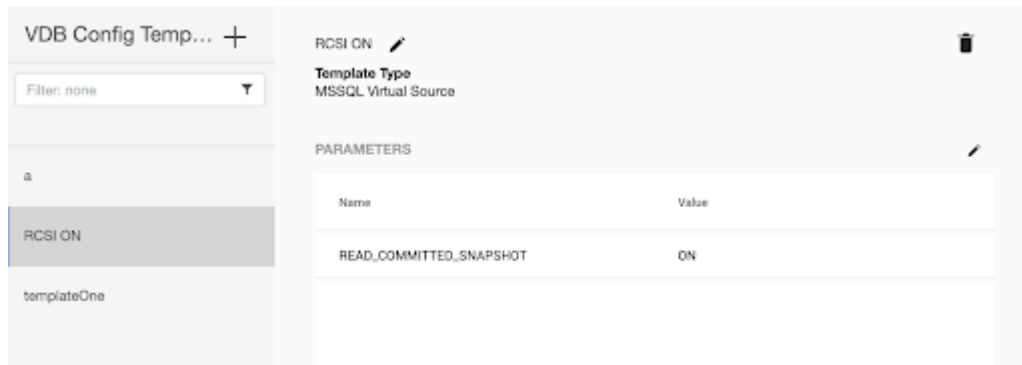 VDB Config Temp...
Filter: none
a
RCSI ON
templateOne
RCSI ON
Template Type
MSSQL Virtual Source
PARAMETERS
Name Value
READ_COMMITTED_SNAPSHOT ON